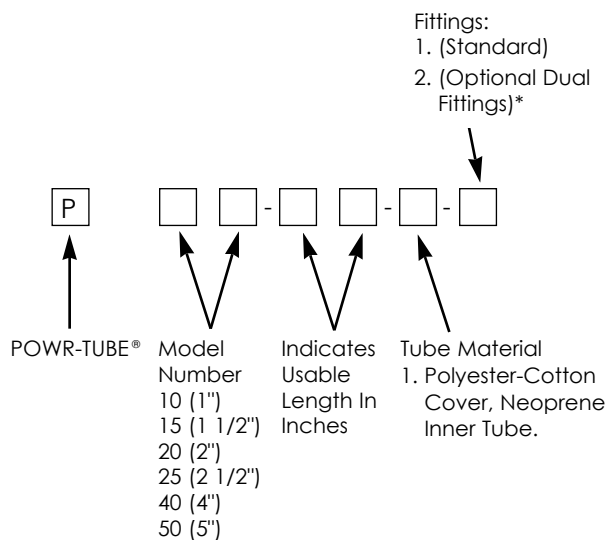 Fittings:
1. (Standard)
2. (Optional Dual
Fittings)*
P - - -
POWR-TUBE®
Model
Number
10 (1")
15 (1 1/2")
20 (2")
25 (2 1/2")
40 (4")
50 (5")
Indicates
Usable
Length In
Inches
Tube Material
1. Polyester-Cotton
Cover, Neoprene
Inner Tube.